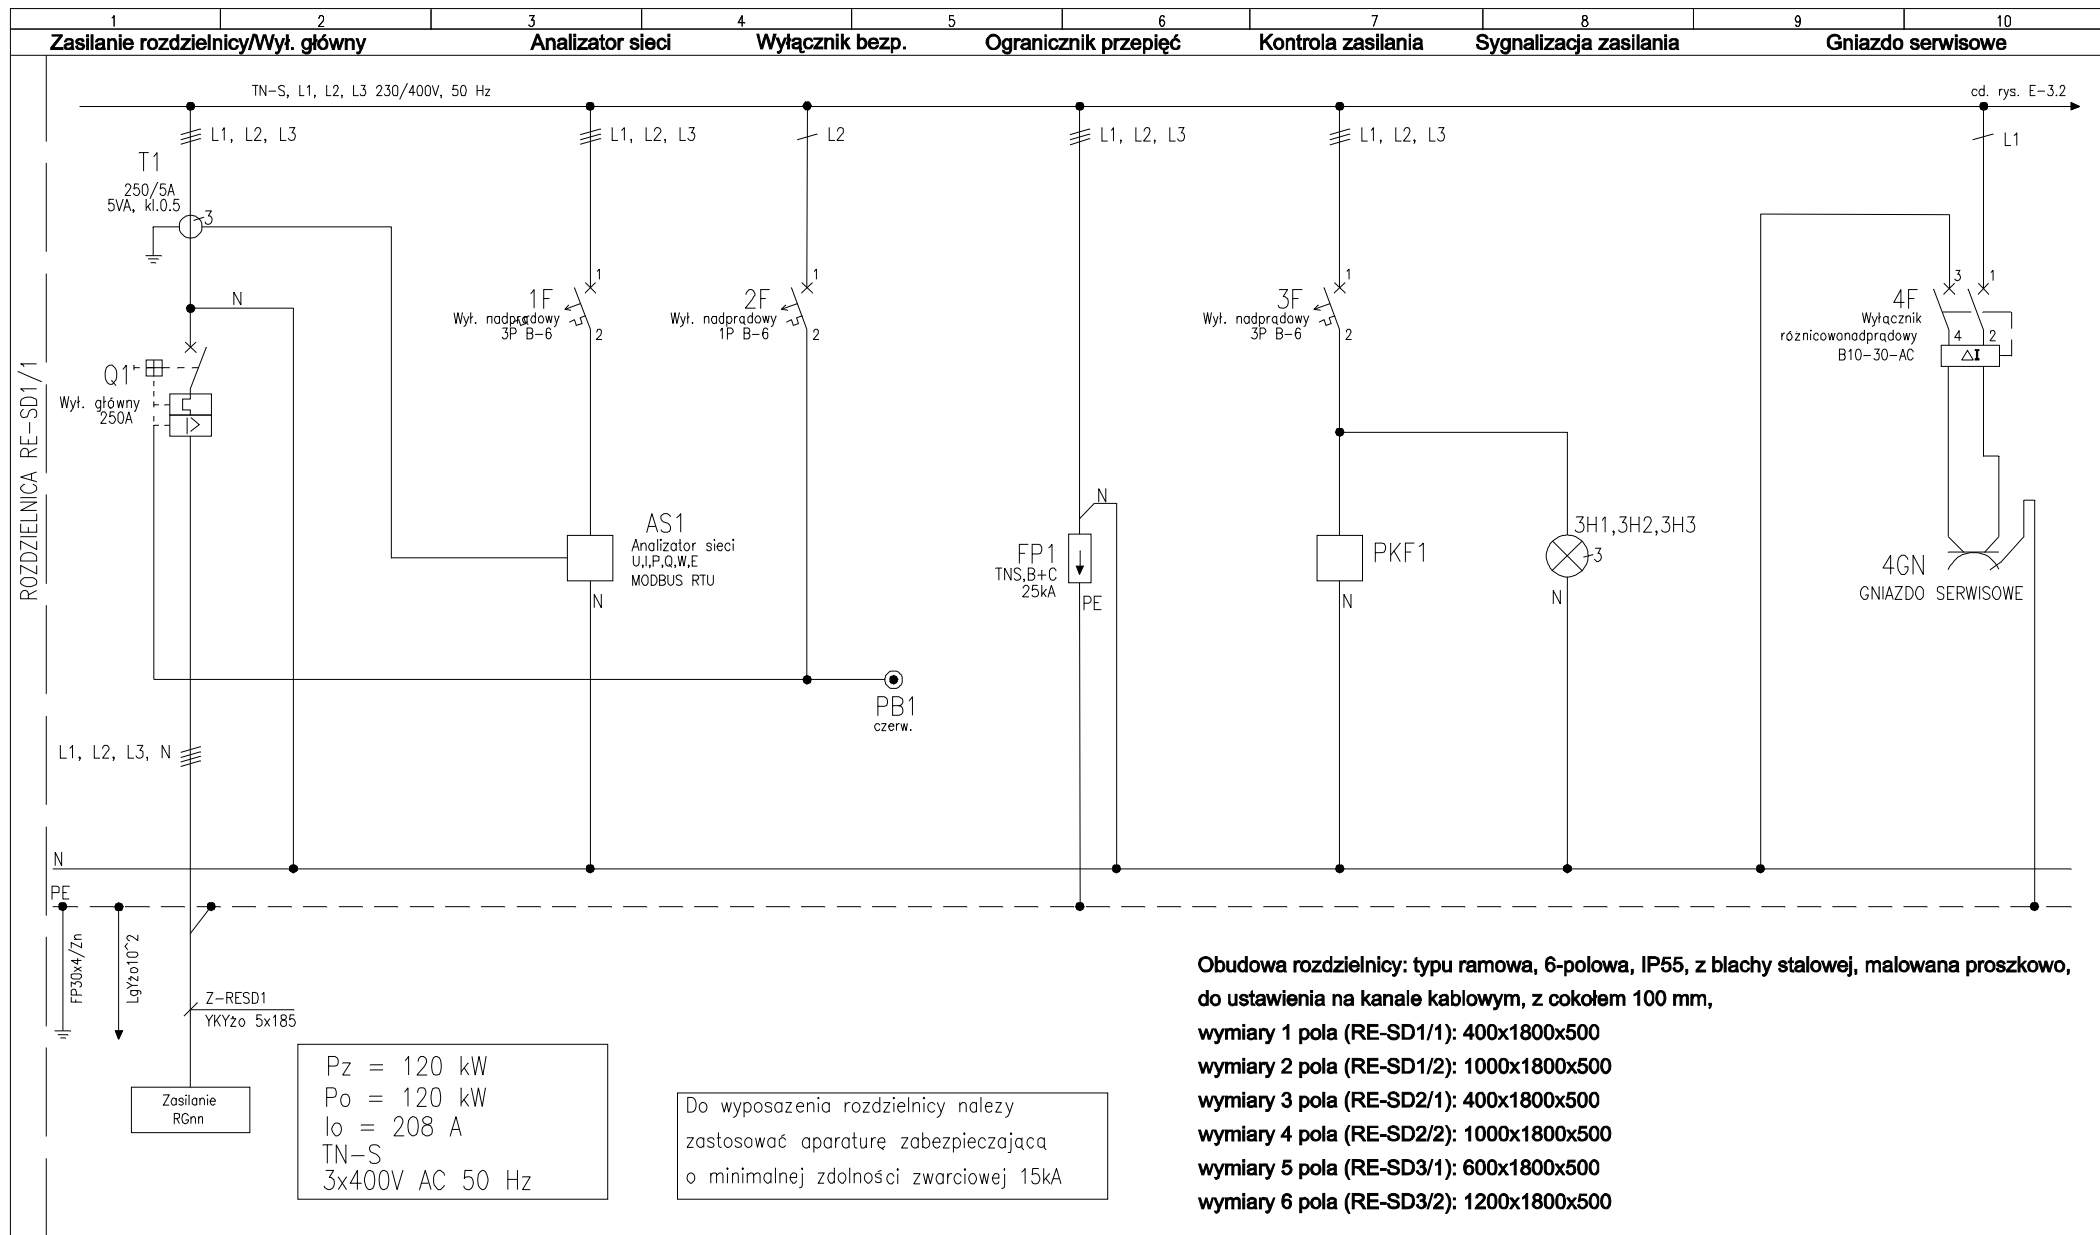 1 2 3 4 5 6 7 8 9 10
Zasilanie rozdzielnicy/Wył. główny
Analizator sieci
Wyłącznik bezp.
Ogranicznik przepięć
Kontrola zasilania
Sygnalizacja zasilania
Gniazdo serwisowe
TN-S, L1, L2, L3 230/400V, 50 Hz
cd. rys. E-3.2
L1, L2, L3
L1, L2, L3
L2
L1, L2, L3
L1, L2, L3
L1
T1
250/5A
5VA, kl.0.5
3
N
Q1
Wył. główny
250A
I>
1
1F
Wył. nadprądowy
3P B-6
2
1
2F
Wył. nadprądowy
1P B-6
2
1
3F
Wył. nadprądowy
3P B-6
2
3 1
4F
Wyłącznik
różnicowonadprądowy
B10-30-AC
4 2
ΔI
ROZDZIELNICA RE-SD1/1
AS1
Analizator sieci
U,I,P,Q,W,E
MODBUS RTU
N
N
FP1
TNS,B+C
25kA
PE
PKF1
N
3H1,3H2,3H3
3
N
4GN
GNIAZDO SERWISOWE
PB1
czerw.
L1, L2, L3, N
N
PE
FP30x4/Zn
LgYżo10^2
Z-RESD1
YKYżo 5x185
Zasilanie
RGnn
Pz = 120 kW
Po = 120 kW
Io = 208 A
TN-S
3x400V AC 50 Hz
Do wyposazenia rozdzielnicy nalezy
zastosować aparaturę zabezpieczającą
o minimalnej zdolności zwarciowej 15kA
Obudowa rozdzielnicy: typu ramowa, 6-polowa, IP55, z blachy stalowej, malowana proszkowo,
do ustawienia na kanale kablowym, z cokołem 100 mm,
wymiary 1 pola (RE-SD1/1): 400x1800x500
wymiary 2 pola (RE-SD1/2): 1000x1800x500
wymiary 3 pola (RE-SD2/1): 400x1800x500
wymiary 4 pola (RE-SD2/2): 1000x1800x500
wymiary 5 pola (RE-SD3/1): 600x1800x500
wymiary 6 pola (RE-SD3/2): 1200x1800x500